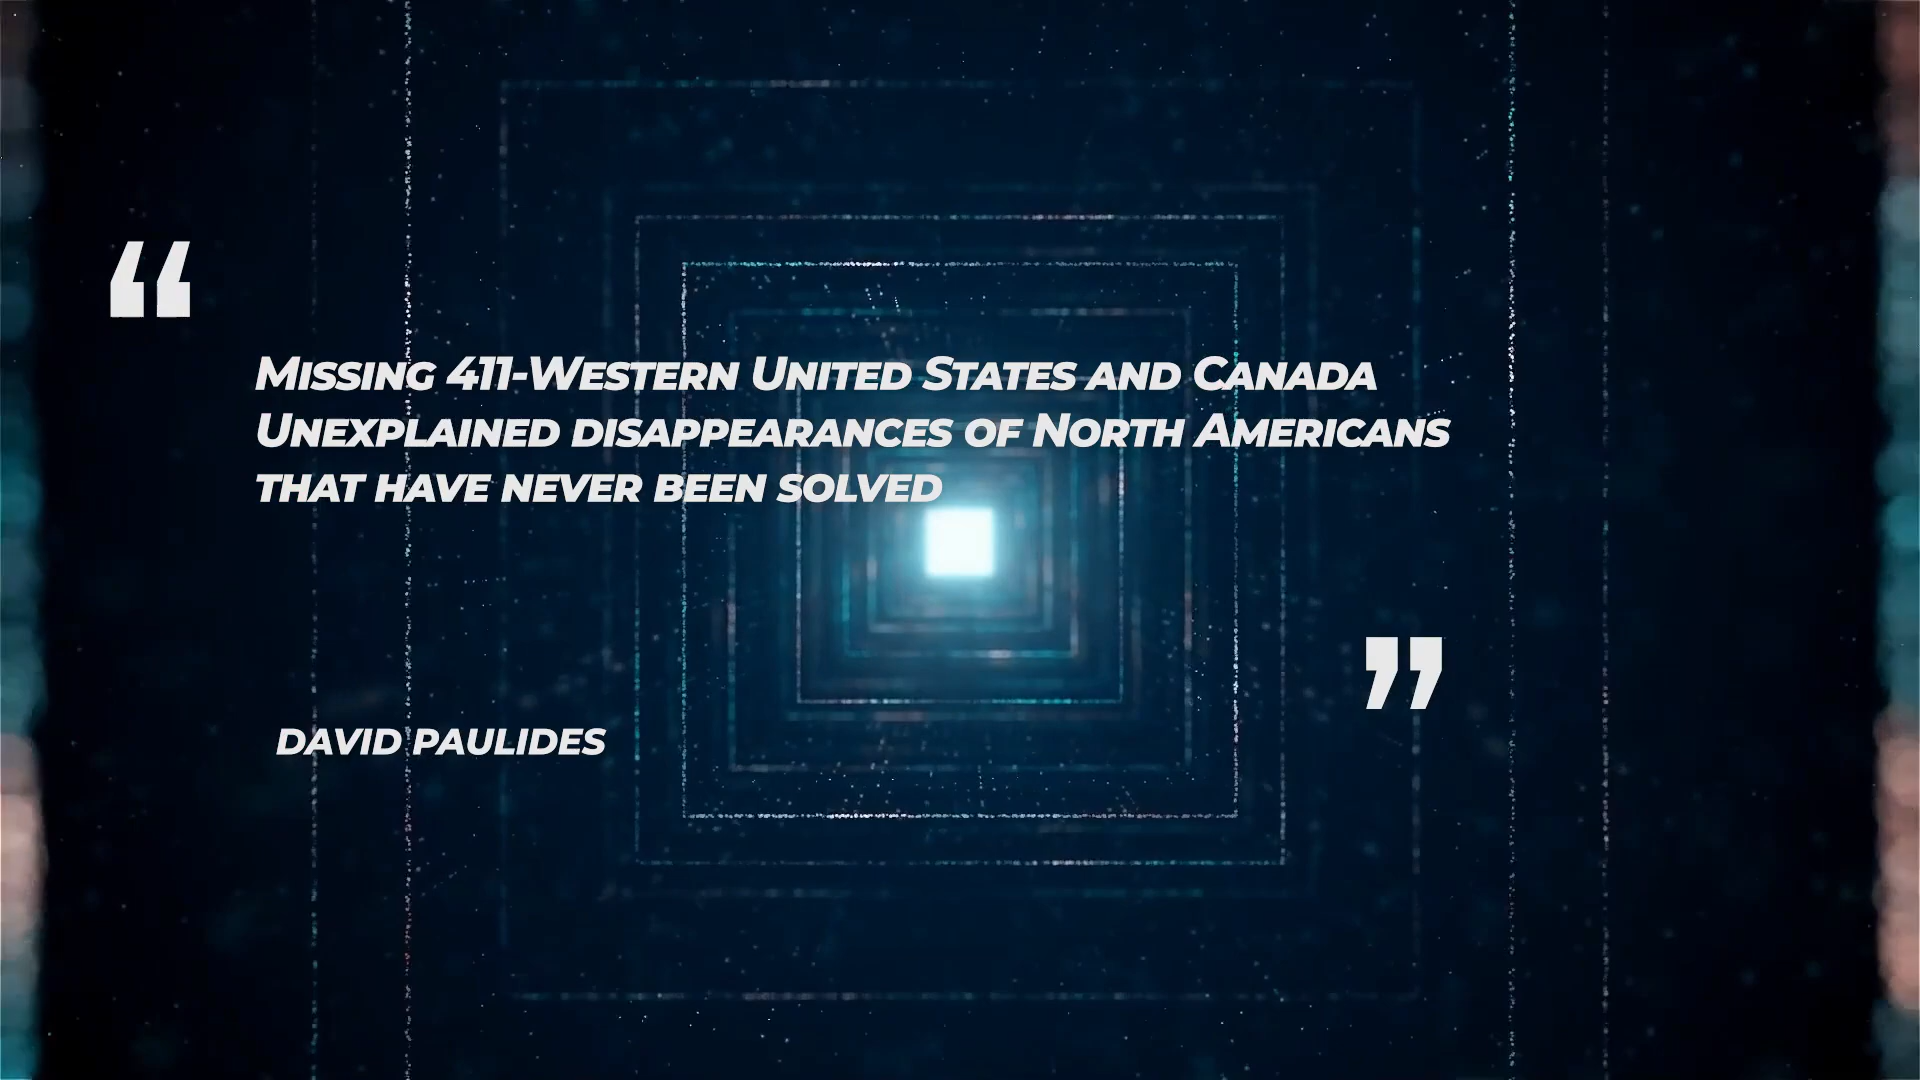 “
Missing 411-Western United States and Canada
Unexplained disappearances of North Americans
that have never been solved
”
David Paulides